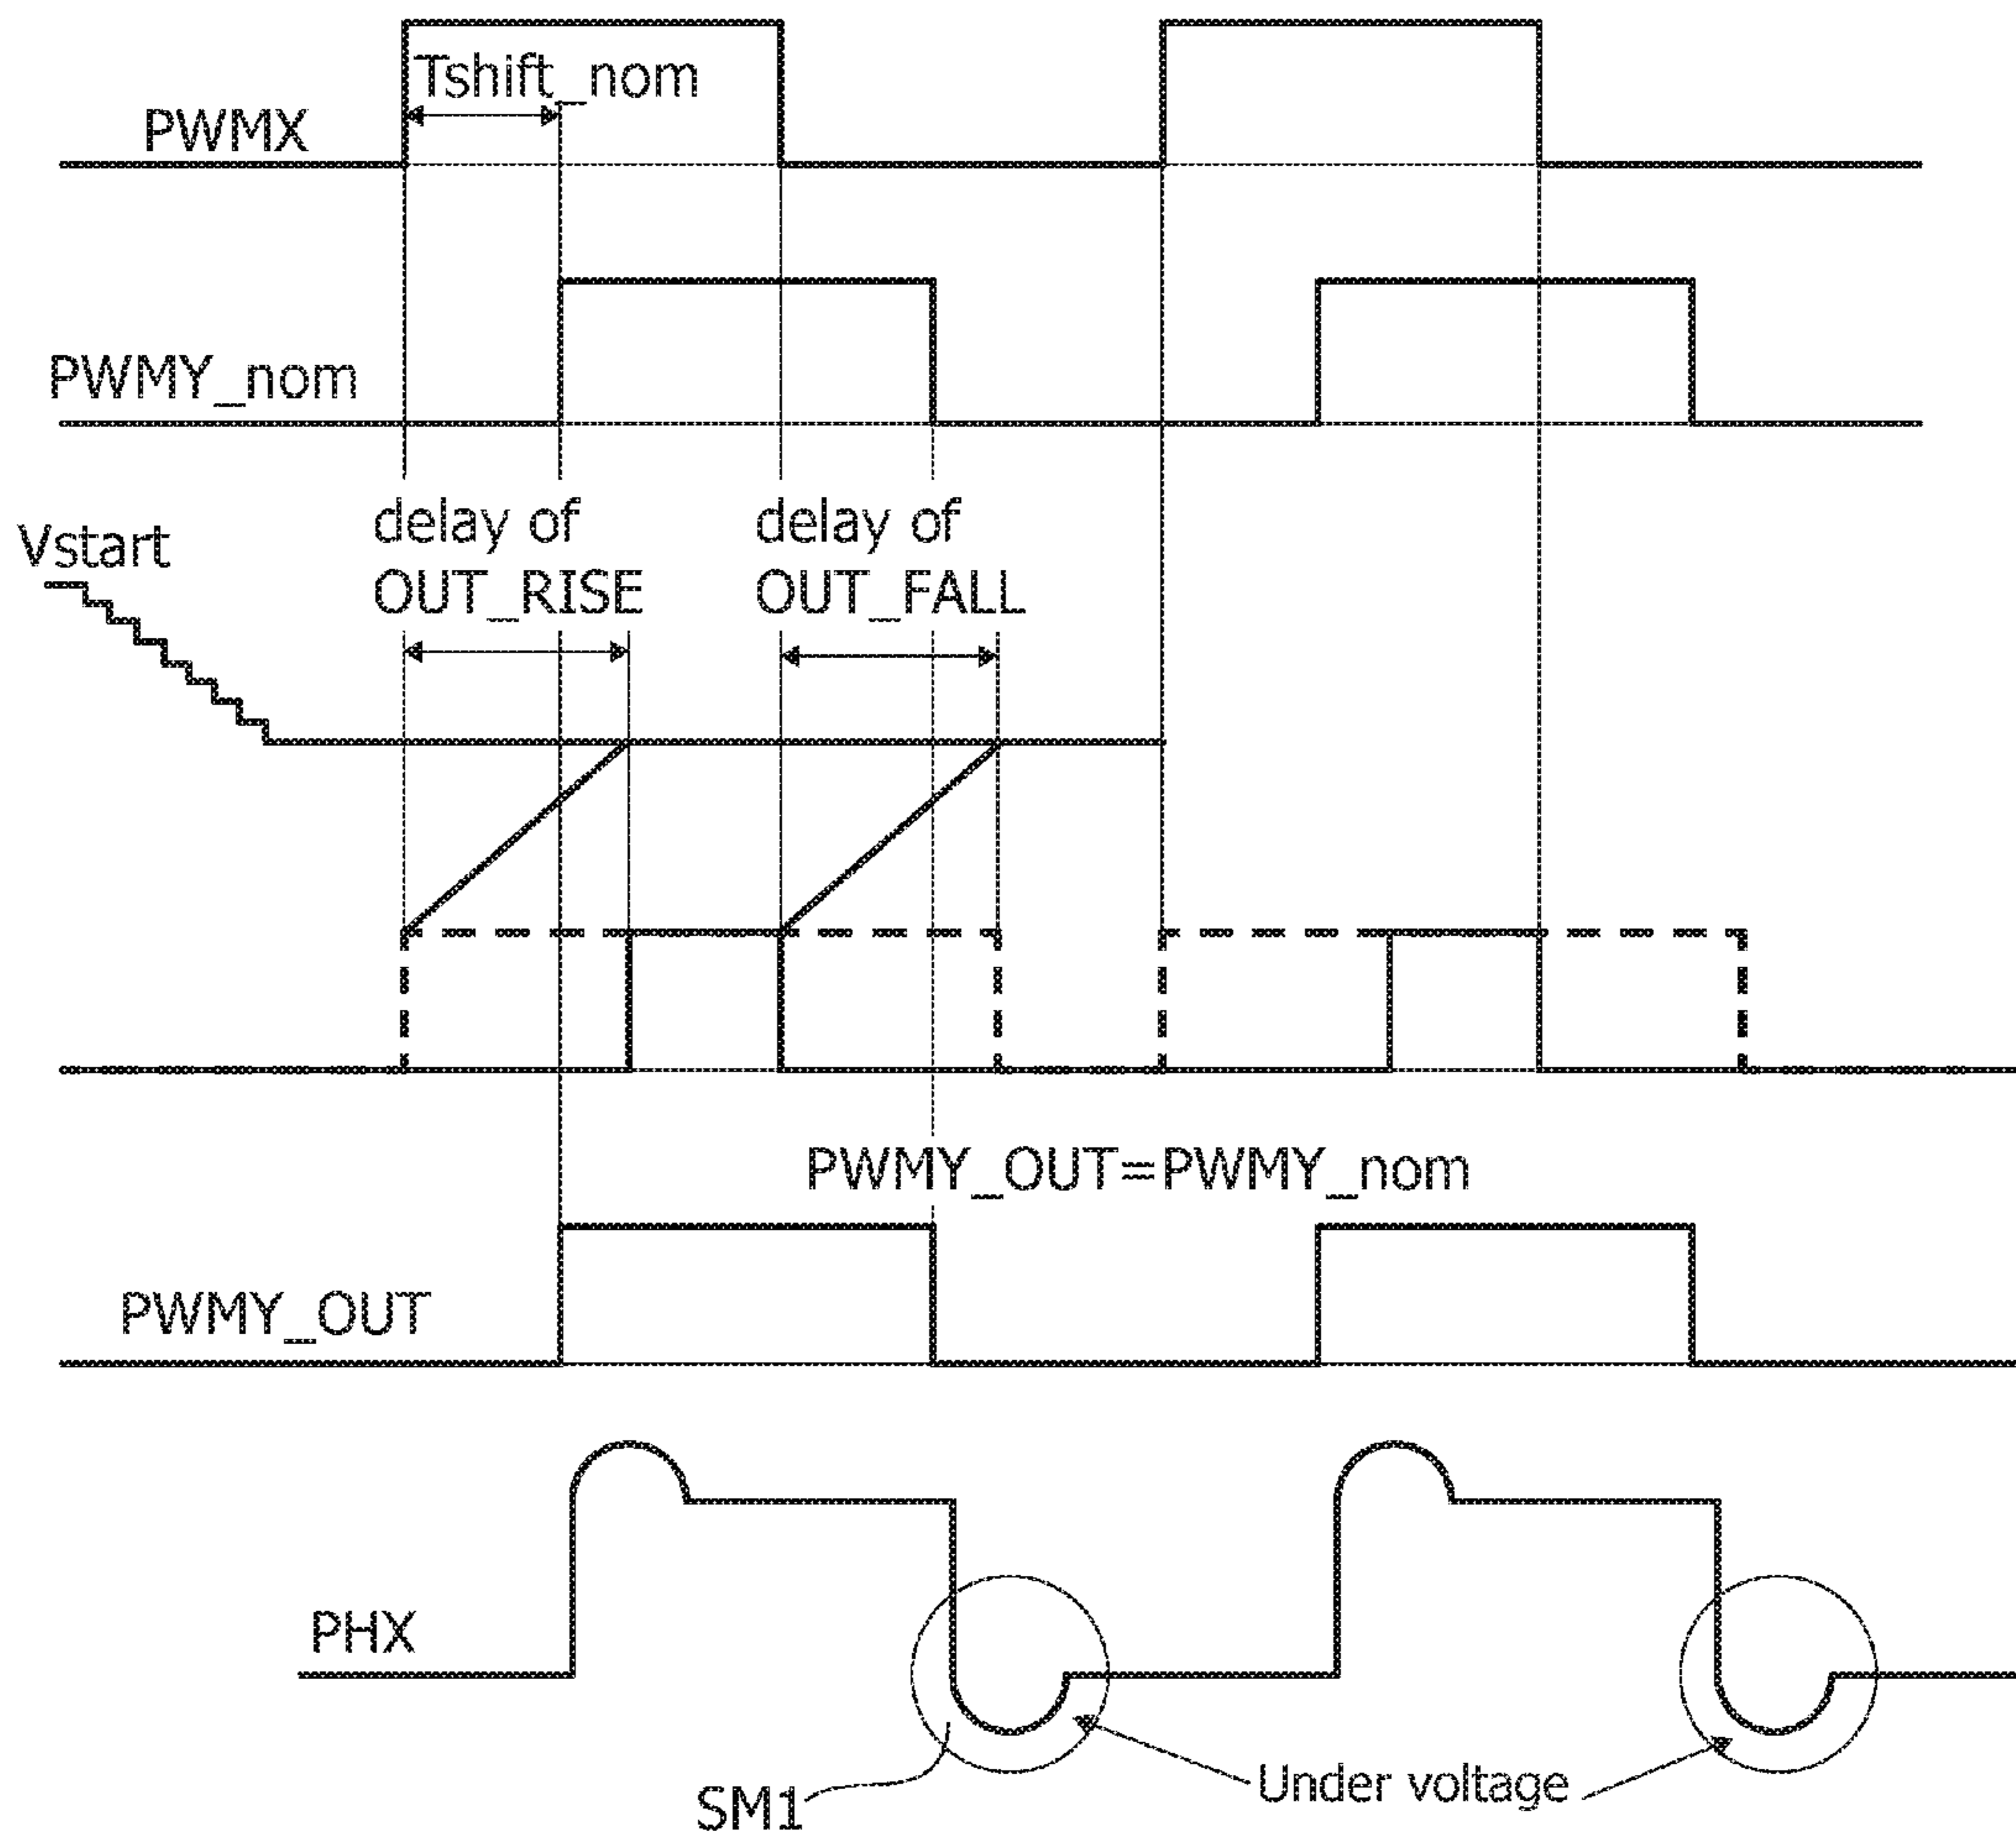 Tshift_nom
PWMX
PWMY_nom
Vstart
delay of
OUT_RISE
delay of
OUT_FALL
PWMY_OUT=PWMY_nom
PWMY_OUT
PHX
SM1
Under voltage